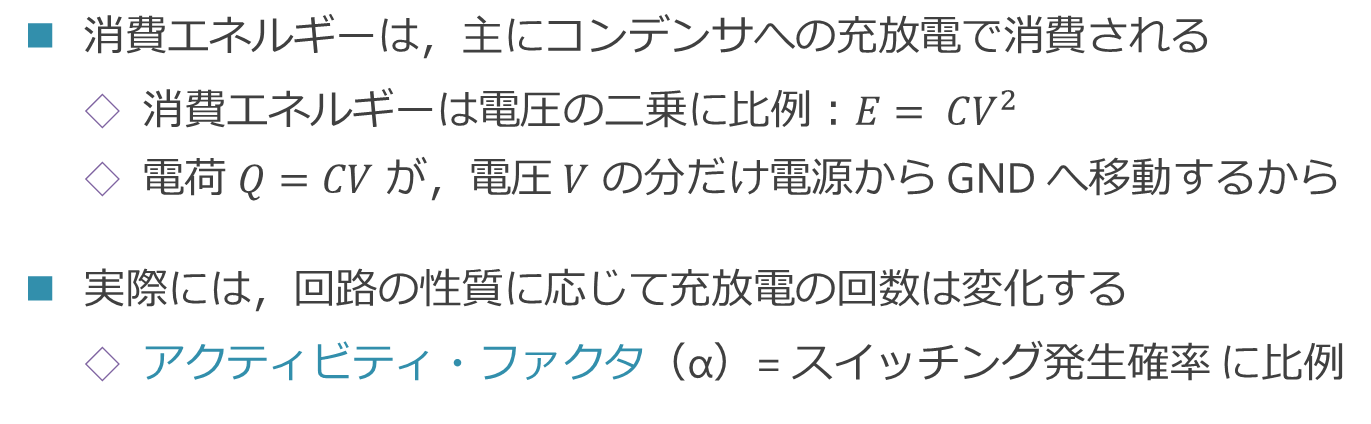 消費エネルギーは，主にコンデンサへの充放電で消費される
消費エネルギーは電圧の二乗に比例：E = CV²
電荷 Q = CV が，電圧 V の分だけ電源から GND へ移動するから
実際には，回路の性質に応じて充放電の回数は変化する
アクティビティ・ファクタ（α）= スイッチング発生確率 に比例